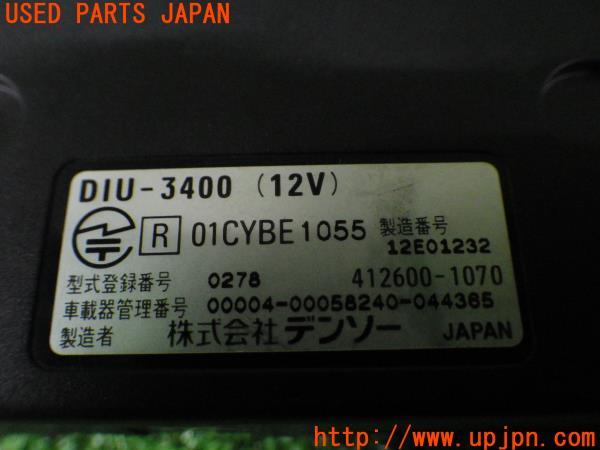 USED PARTS JAPAN
DIU-3400 (12V)
R 01CYBE1055 製造番号 12E01232
型式登録番号 0278 412600-1070
車載器管理番号 00004-00058240-044365
製造者 株式会社デンソー JAPAN
http://www.upjpn.com